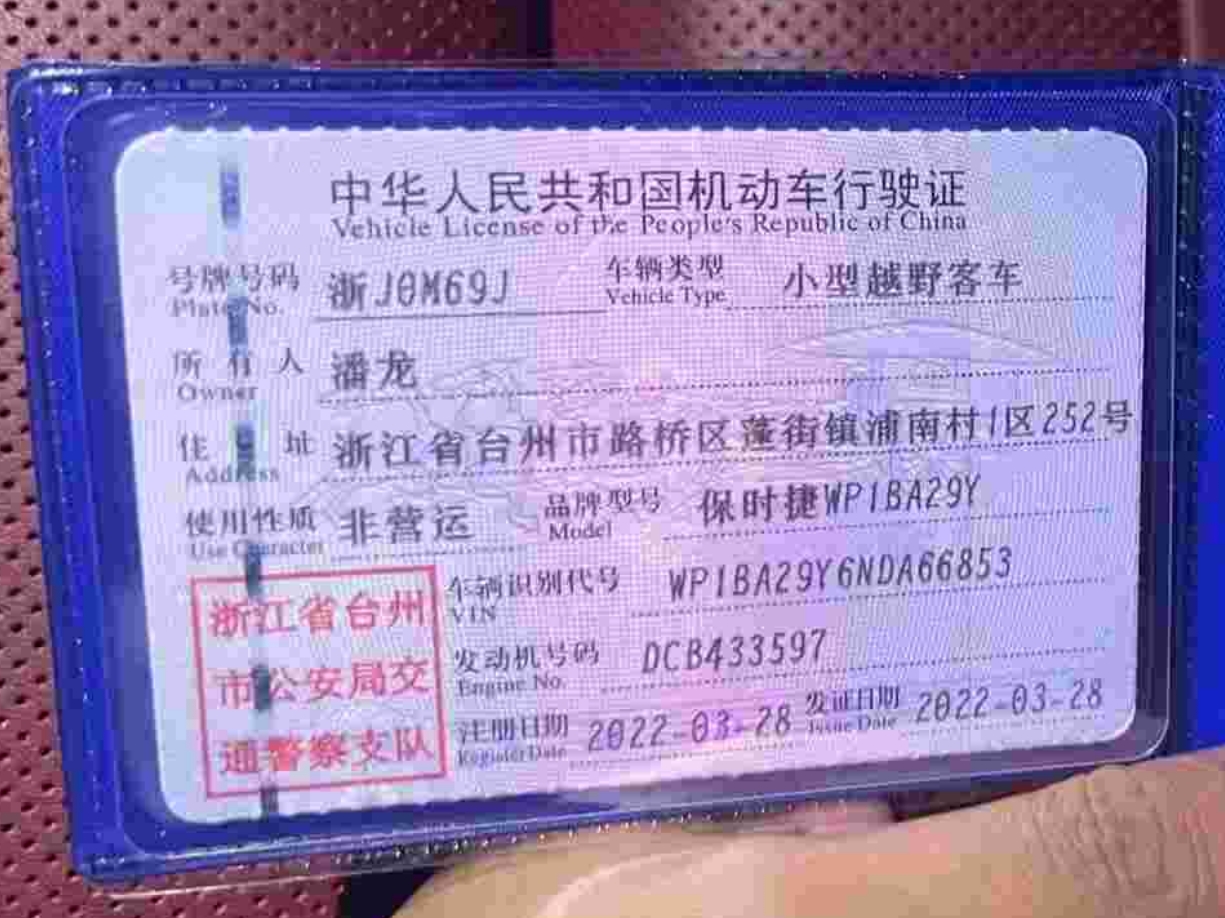 中华人民共和国机动车行驶证
Vehicle License of the People's Republic of China
号牌号码 浙J0M69J 车辆类型 小型越野客车
Plate No. Vehicle Type
所有人 潘龙
Owner
住址 浙江省台州市路桥区蓬街镇浦南村1区252号
Address
使用性质 非营运 品牌型号 保时捷WP1BA29Y
Use Character Model
浙江省台州
市公安局交
通警察支队
车辆识别代号 WP1BA29Y6NDA66853
VIN
发动机号码 DCB433597
Engine No.
注册日期 2022-03-28 发证日期 2022-03-28
Register Date Issue Date